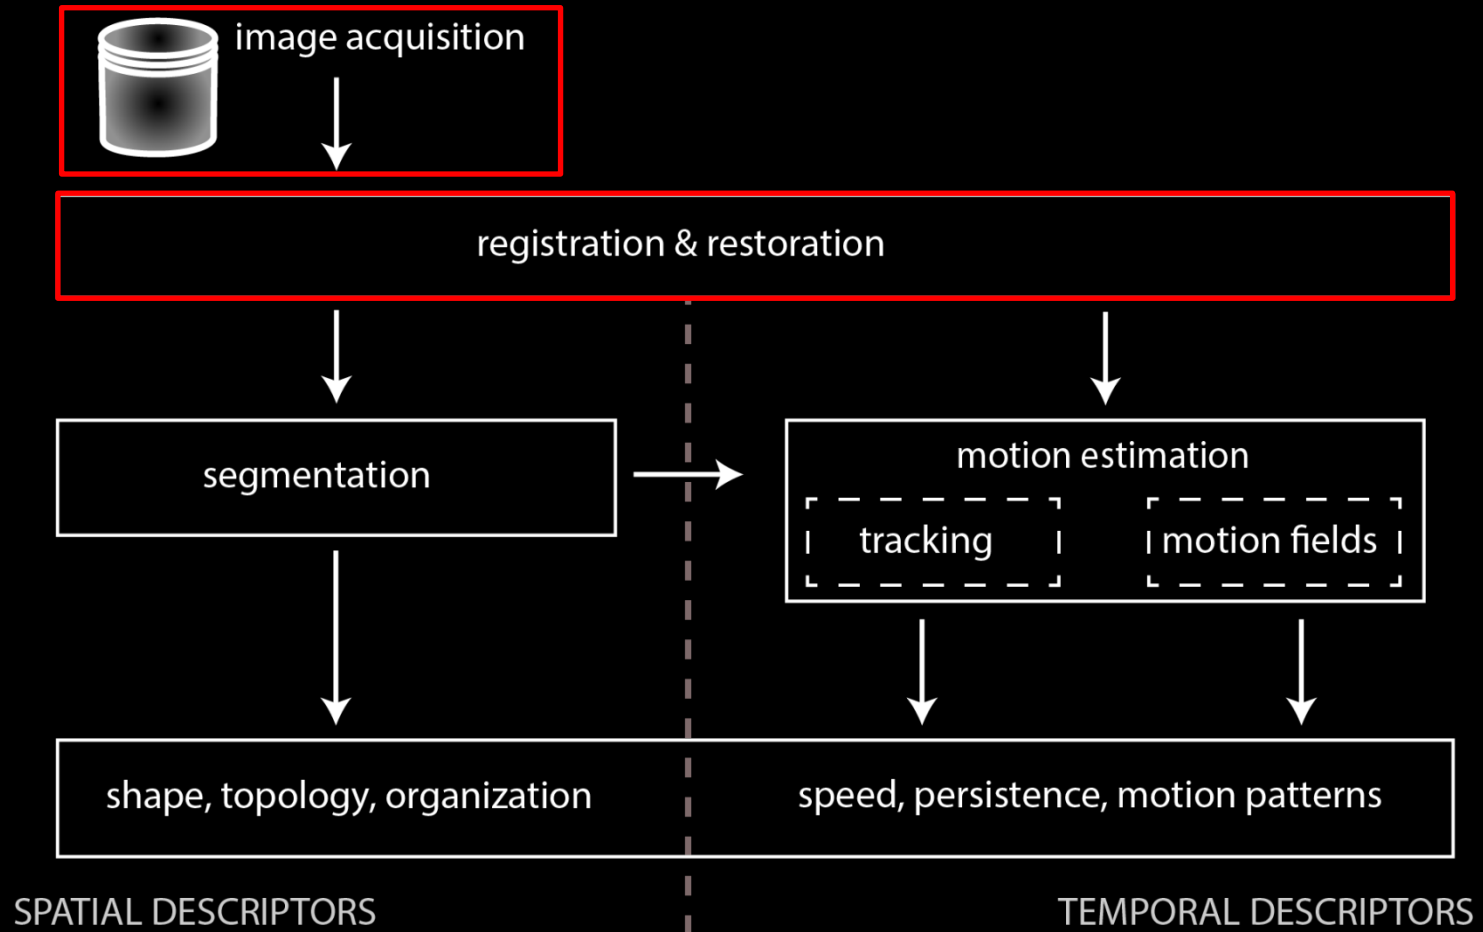 image acquisition
registration & restoration
segmentation
motion estimation
tracking
motion fields
shape, topology, organization
speed, persistence, motion patterns
SPATIAL DESCRIPTORS
TEMPORAL DESCRIPTORS